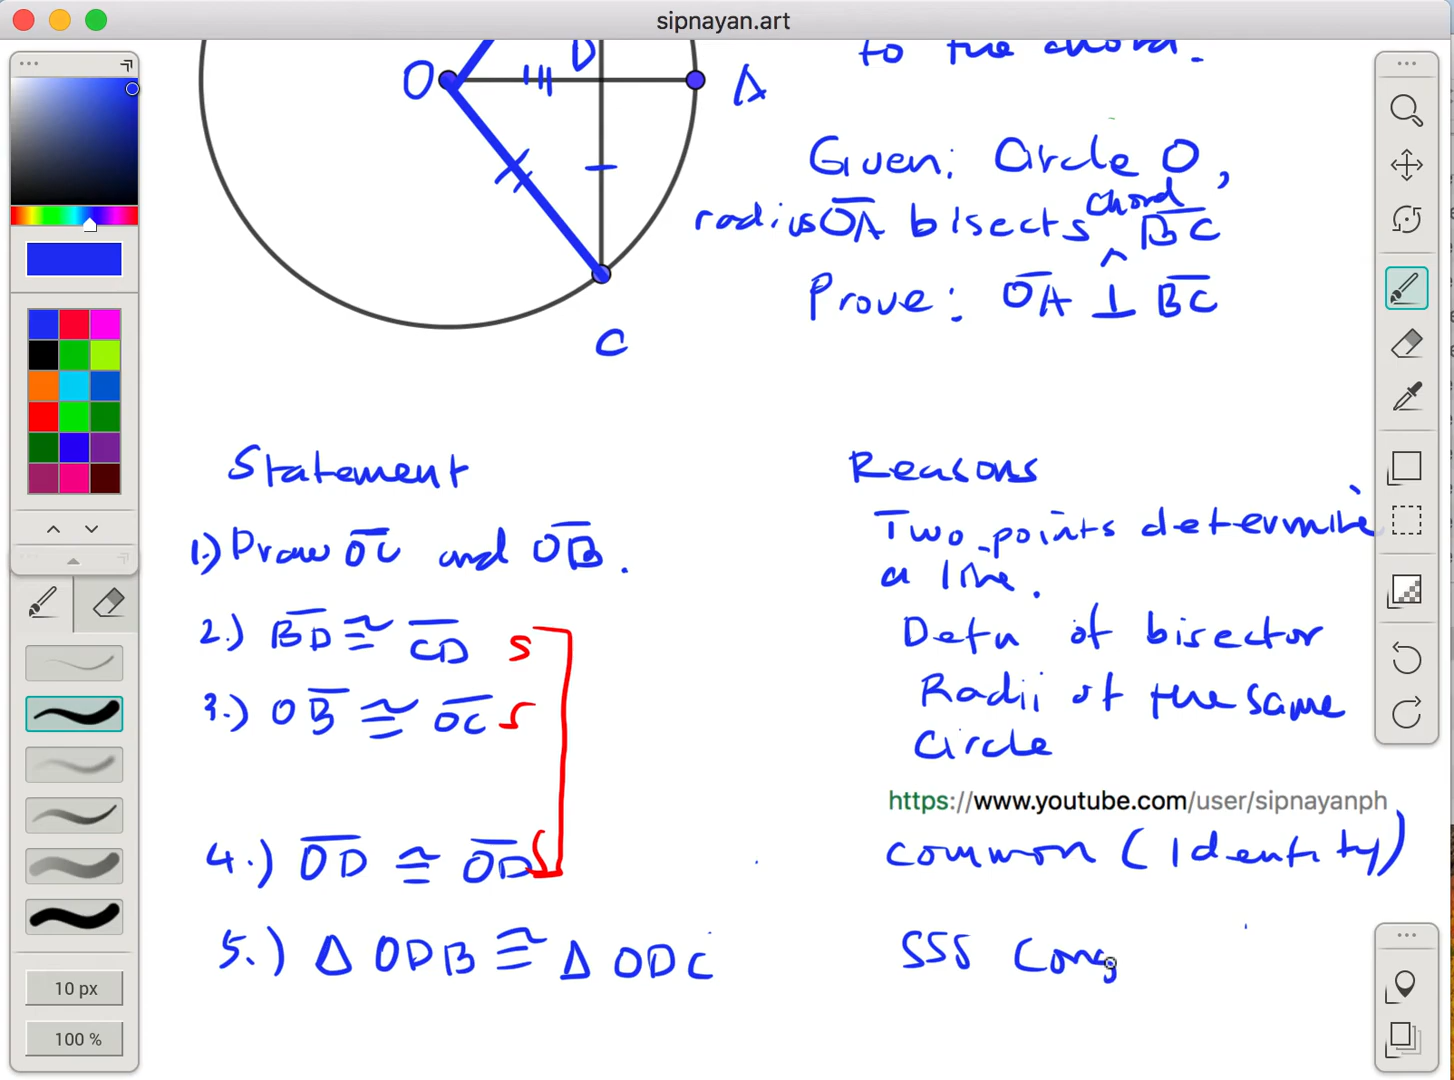 sipnayan.art
to the chord.
D
O
A
Given: Circle O,
chord
radius OA bisects BC
^
Prove: OA ⊥ BC
C
Statement
Reasons
1.) Draw OC and OB.
Two points determine
a line.
2.) BD ≅ CD S
Defn of bisector
3.) OB ≅ OC S
Radii of the same
Circle
https://www.youtube.com/user/sipnayanph
4.) OD ≅ OD S
common (Identity)
5.) Δ ODB ≅ Δ ODC
SSS Cong
10 px
100 %